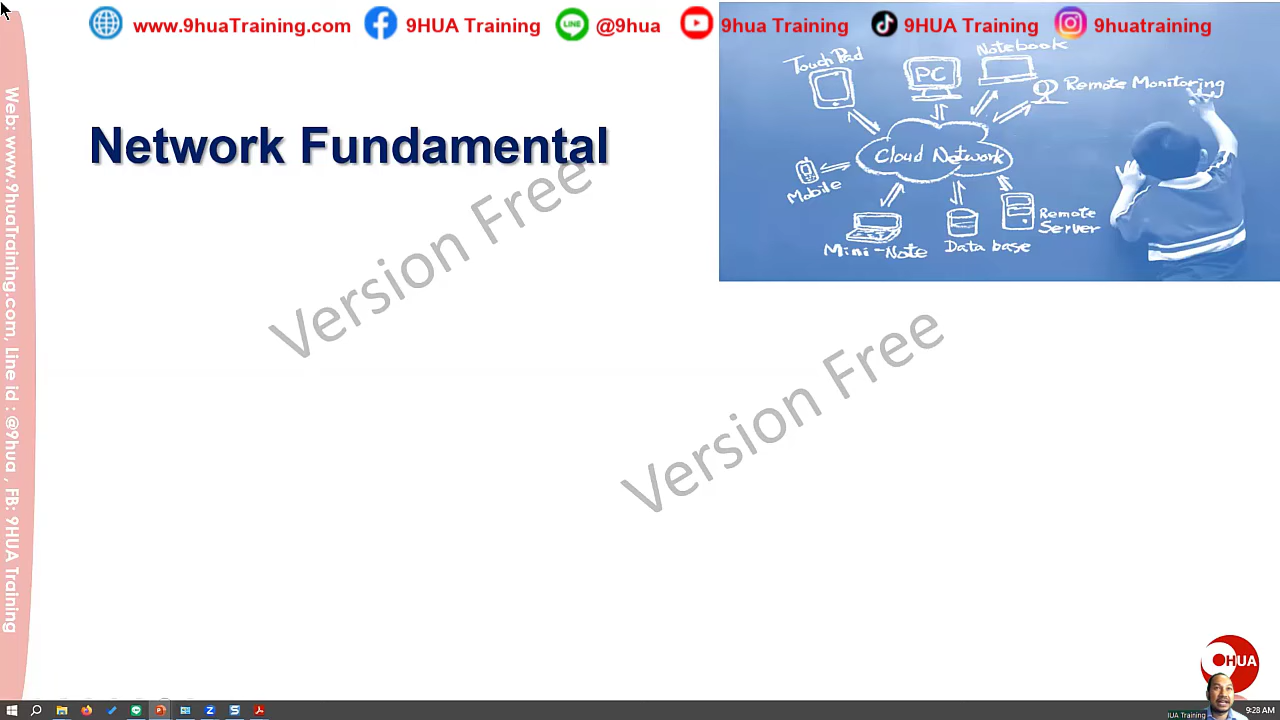 www.9huaTraining.com 9HUA Training @9hua 9hua Training 9HUA Training 9huatraining
Network Fundamental
Touch Pad
PC
Notebook
Remote Monitoring
Cloud Network
Mobile
Mini-Note
Data base
Remote
Server
Version Free
Version Free
Web: www.9huaTraining.com, Line id : @9hua , FB: 9HUA Training
9HUA
IUA Training
9:28 AM